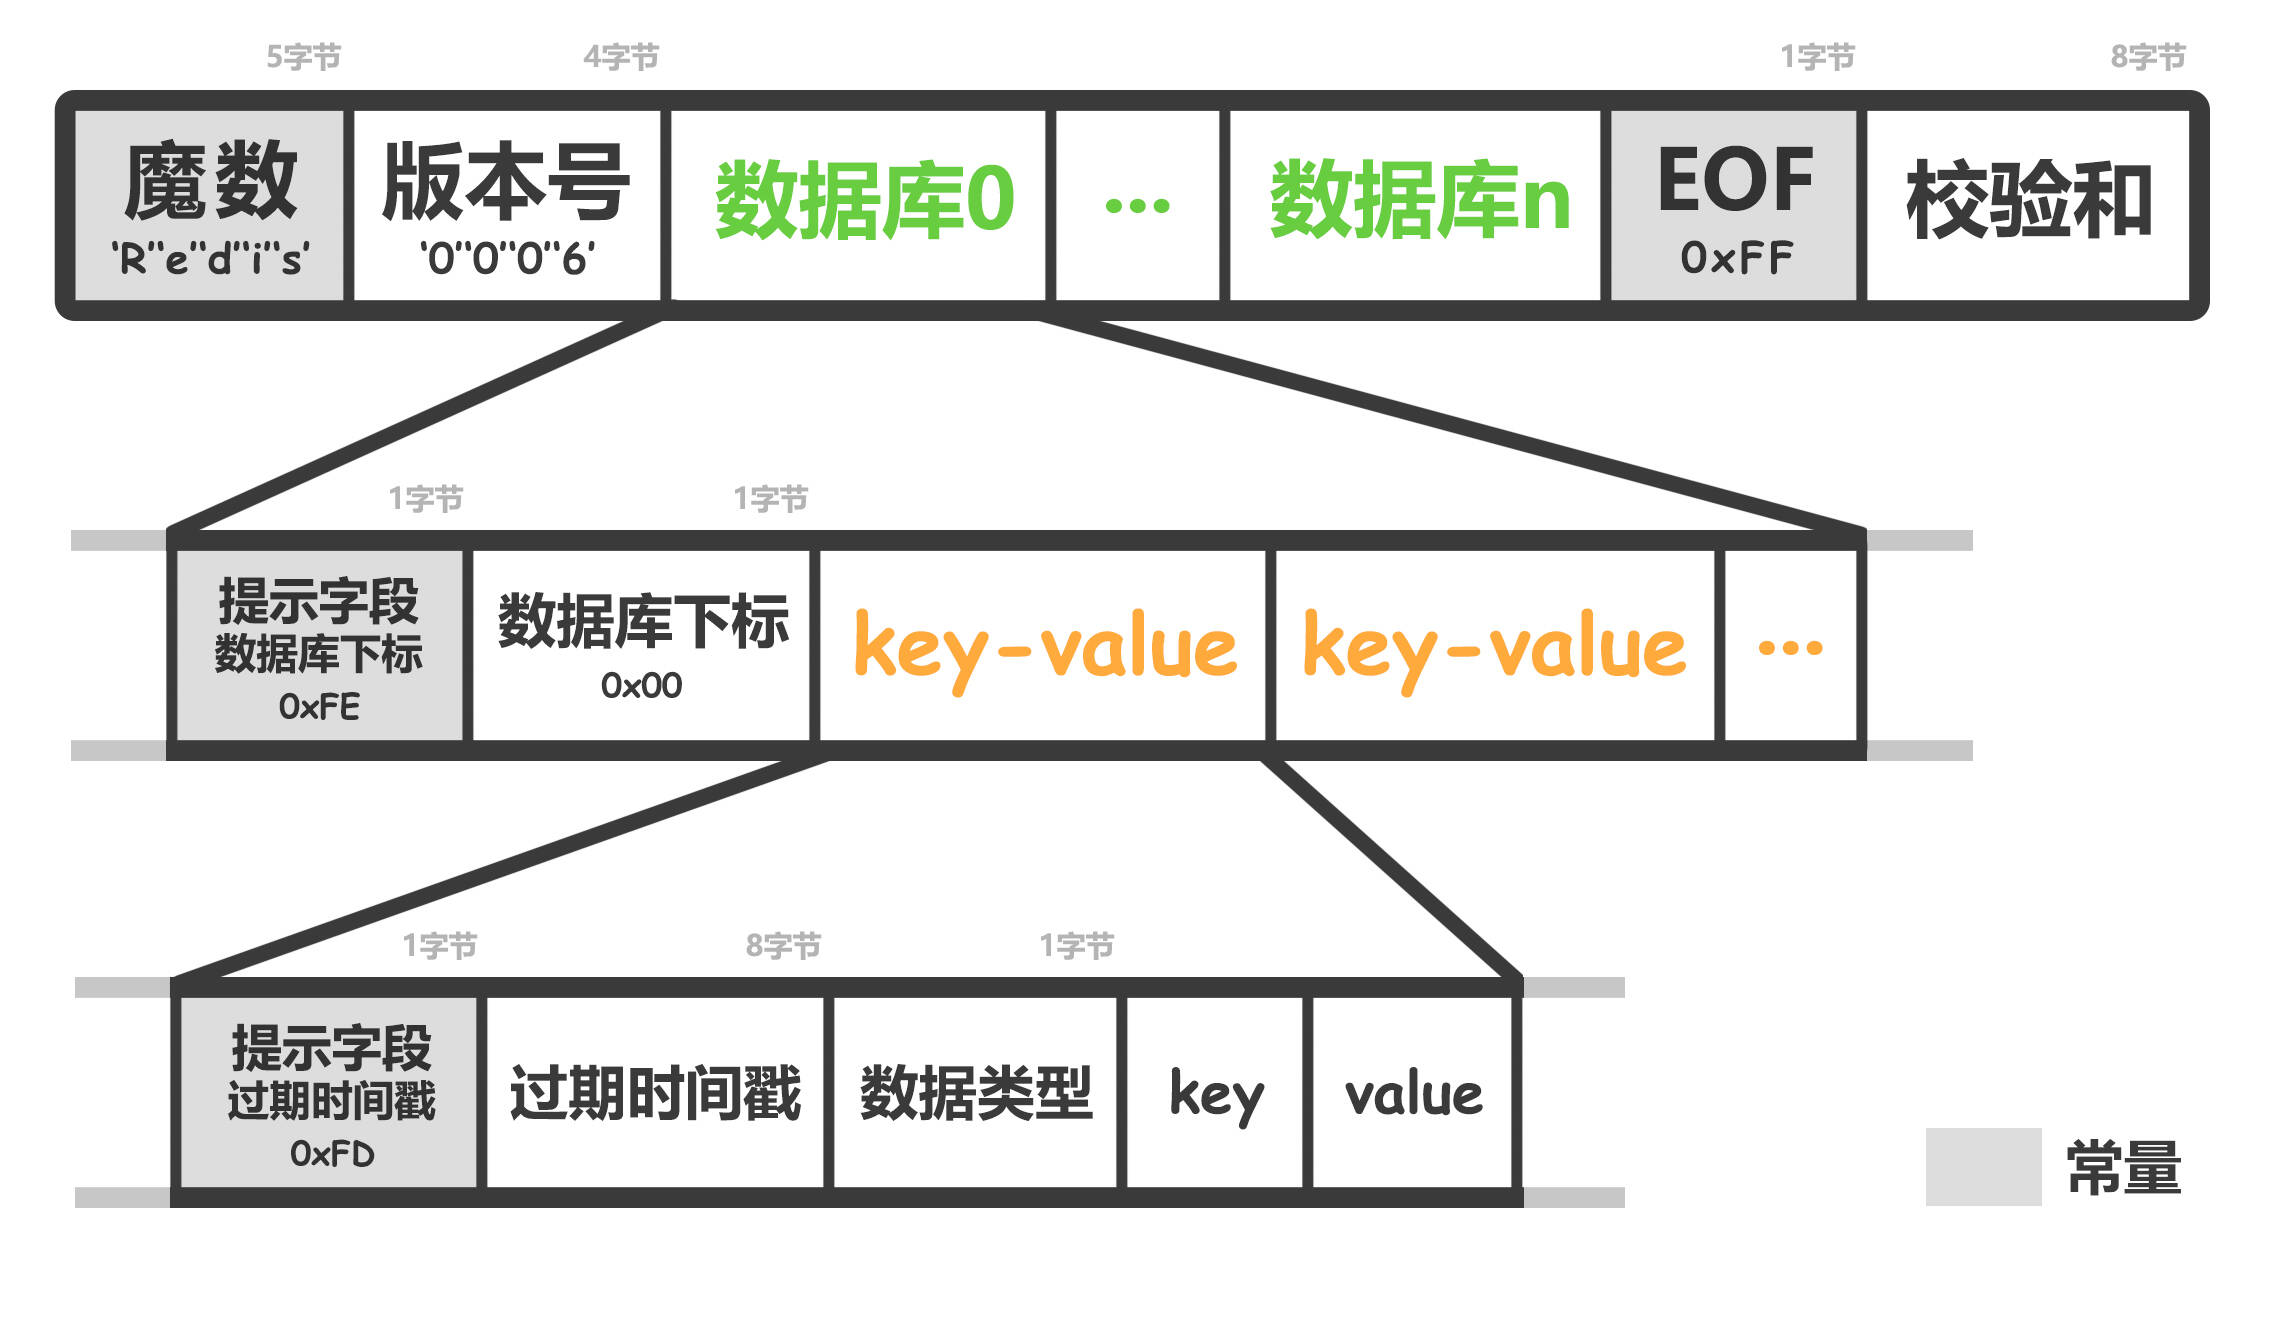 5字节 4字节 1字节 8字节
魔数 版本号 数据库0 ... 数据库n EOF 校验和
'R''e''d''i''s' '0''0''0''6' 0xFF
1字节 1字节
提示字段
数据库下标
0xFE
数据库下标
0x00
key-value key-value ...
1字节 8字节 1字节
提示字段
过期时间戳
0xFD
过期时间戳 数据类型 key value
常量